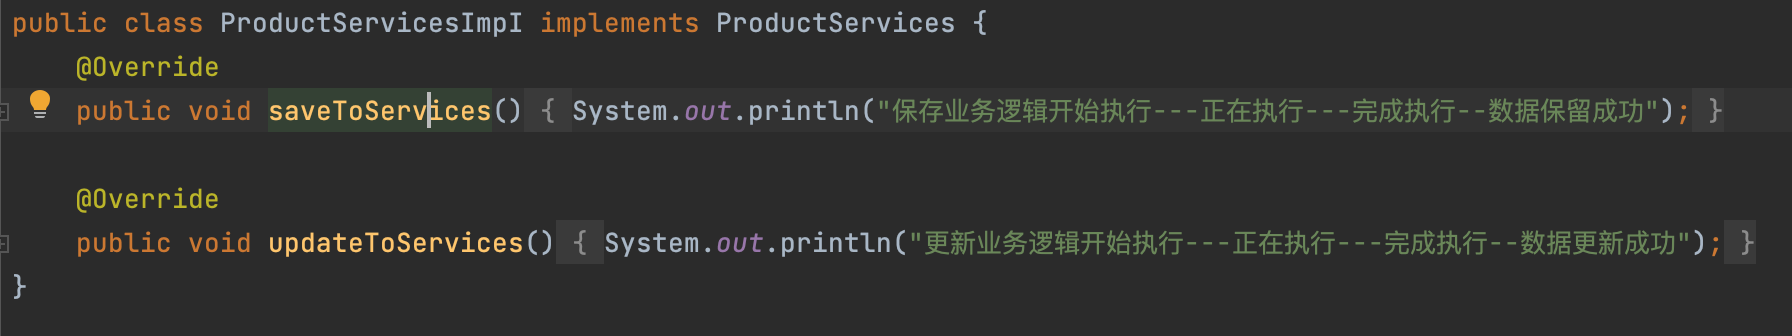 public class ProductServicesImpI implements ProductServices {
@Override
public void saveToServices() { System.out.println("保存业务逻辑开始执行---正在执行---完成执行--数据保留成功"); }
@Override
public void updateToServices() { System.out.println("更新业务逻辑开始执行---正在执行---完成执行--数据更新成功"); }
}